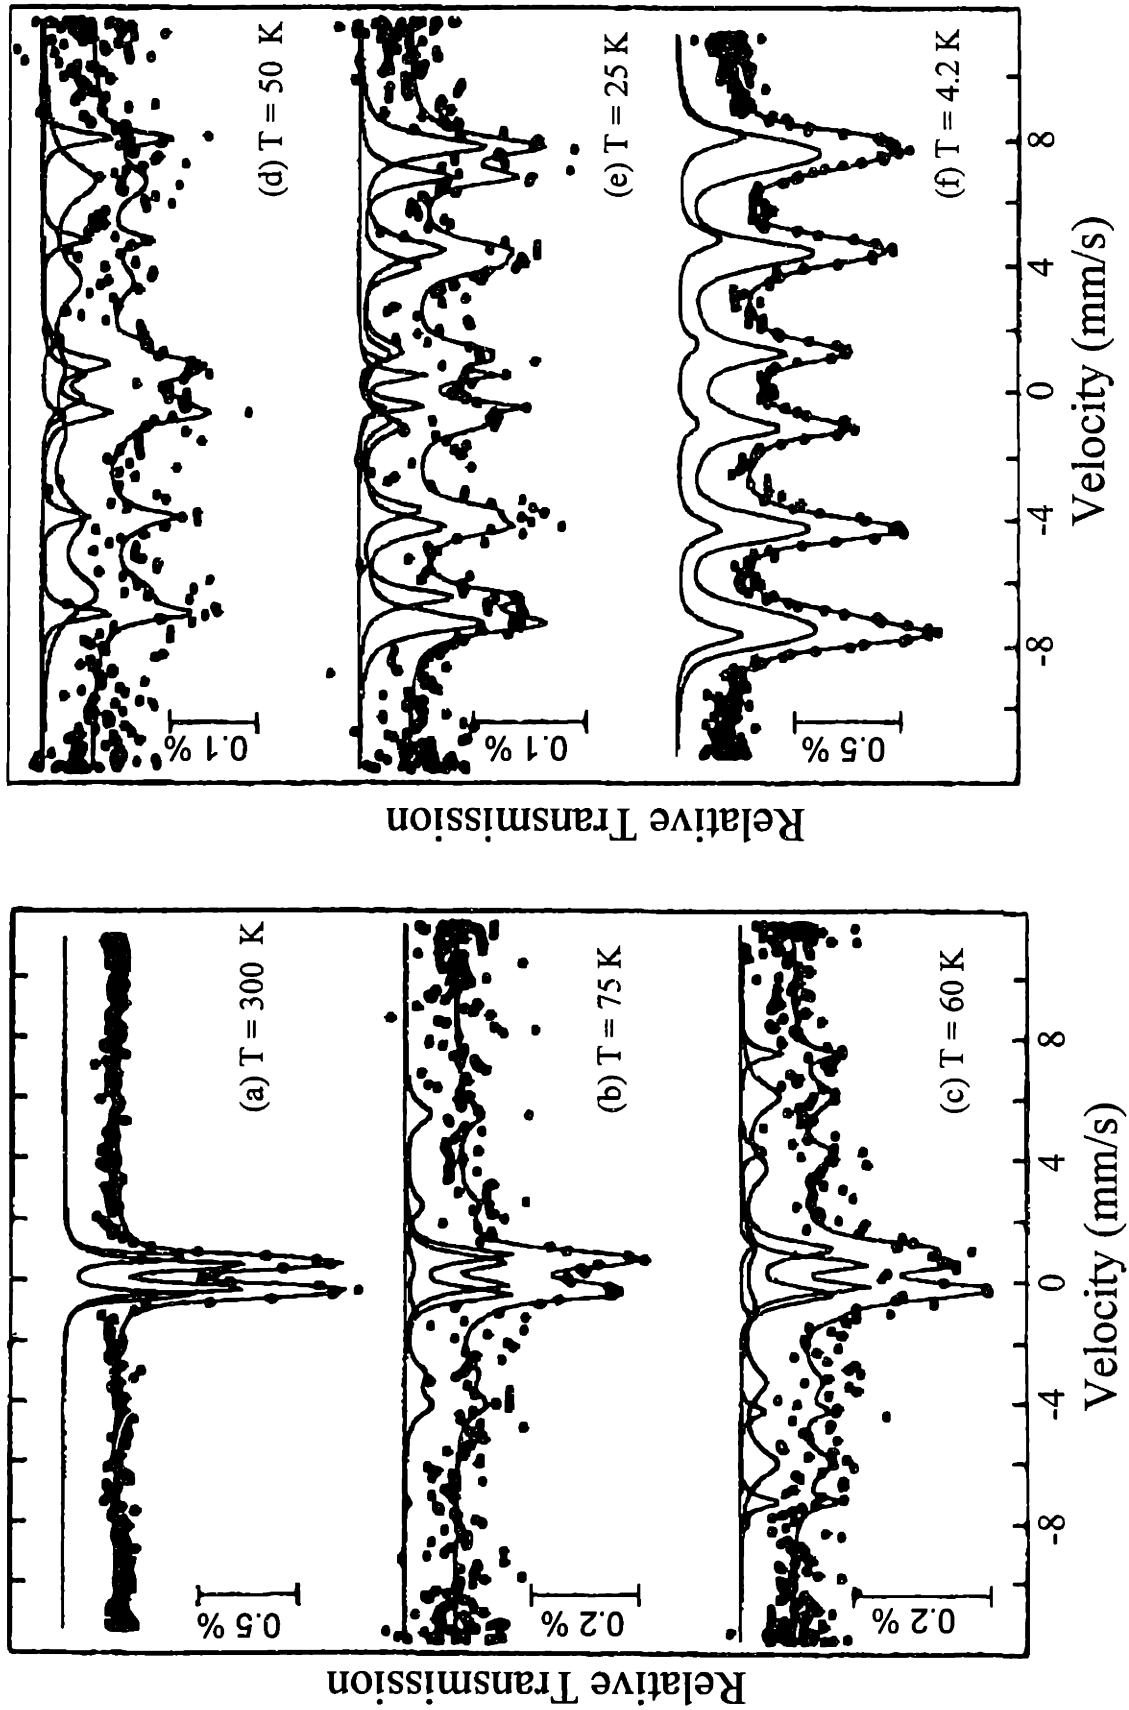 Relative Transmission
(a) T = 300 K
0.5 %
(b) T = 75 K
0.2 %
(c) T = 60 K
0.2 %
-8
-4
0
4
8
Velocity (mm/s)
Relative Transmission
(d) T = 50 K
0.1 %
(e) T = 25 K
0.1 %
(f) T = 4.2 K
0.5 %
-8
-4
0
4
8
Velocity (mm/s)